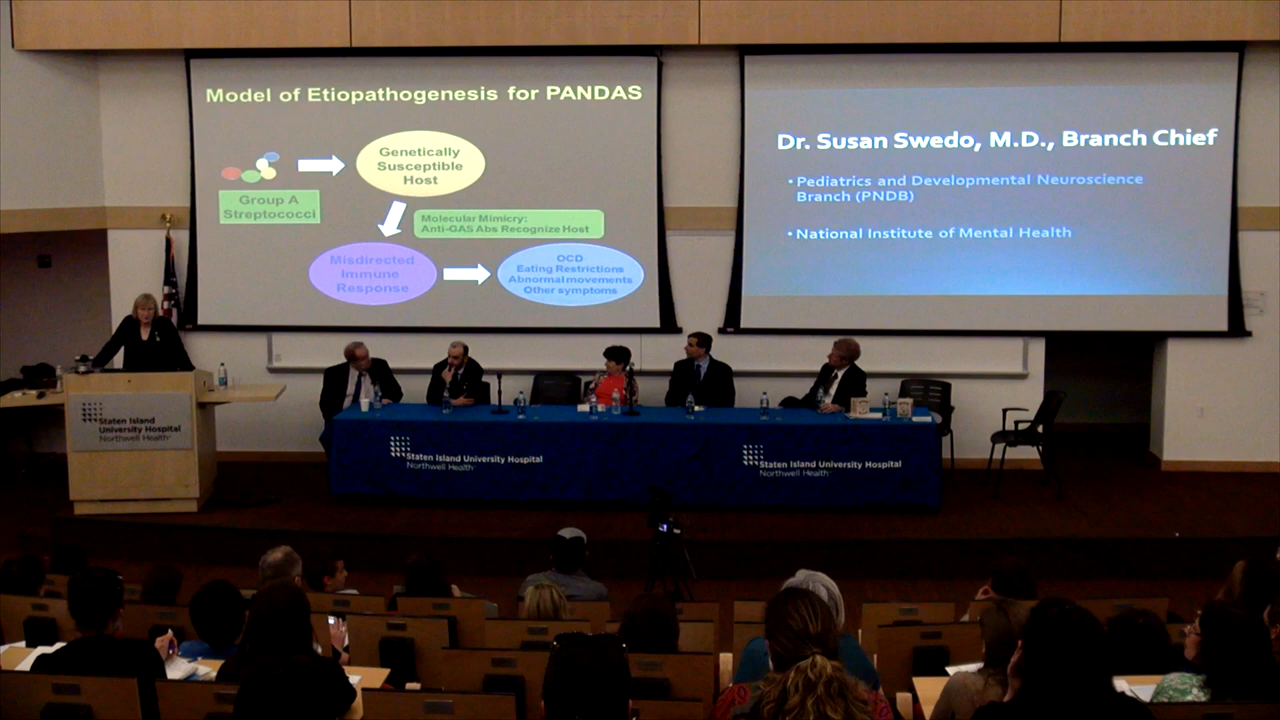 Model of Etiopathogenesis for PANDAS
Genetically
Susceptible
Host
Group A
Streptococci
Molecular Mimicry:
Anti-GAS Abs Recognize Host
Misdirected
Immune
Response
OCD
Eating Restrictions
Abnormal movements
Other symptoms
Dr. Susan Swedo, M.D., Branch Chief
• Pediatrics and Developmental Neuroscience
Branch (PNDB)
• National Institute of Mental Health
Staten Island
University Hospital
Northwell Health
Staten Island University Hospital
Northwell Health
Staten Island University Hospital
Northwell Health